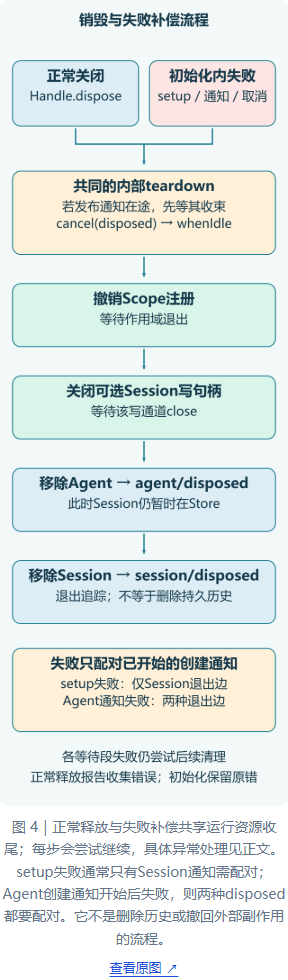 销毁与失败补偿流程
正常关闭
Handle.dispose
初始化内失败
setup / 通知 / 取消
共同的内部teardown
若发布通知在途，先等其收束
cancel(disposed) → whenIdle
撤销Scope注册
等待作用域退出
关闭可选Session写句柄
等待该写通道close
移除Agent → agent/disposed
此时Session仍暂时在Store
移除Session → session/disposed
退出追踪；不等于删除持久历史
失败只配对已开始的创建通知
setup失败：仅Session退出边
Agent通知失败：两种退出边
各等待段失败仍尝试后续清理
正常释放报告收集错误；初始化保留原错
图 4｜正常释放与失败补偿共享运行资源收
尾；每步会尝试继续，具体异常处理见正文。
setup失败通常只有Session通知需配对；
Agent创建通知开始后失败，则两种disposed
都要配对。它不是删除历史或撤回外部副作用
的流程。
查看原图 ↗